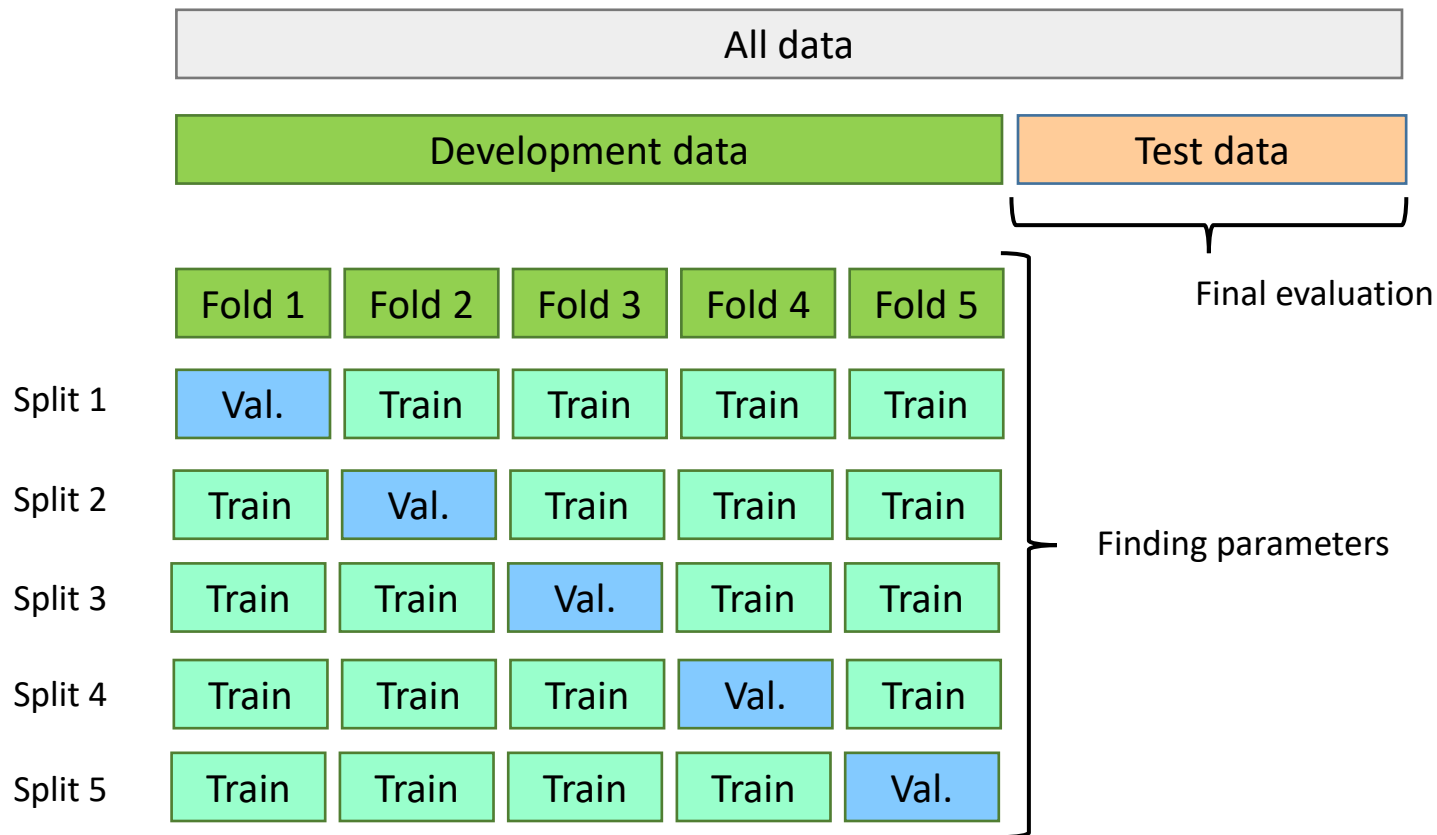 All data
Development data Test data
Final evaluation
Fold 1 Fold 2 Fold 3 Fold 4 Fold 5
Split 1 Val. Train Train Train Train
Split 2 Train Val. Train Train Train
Finding parameters
Split 3 Train Train Val. Train Train
Split 4 Train Train Train Val. Train
Split 5 Train Train Train Train Val.